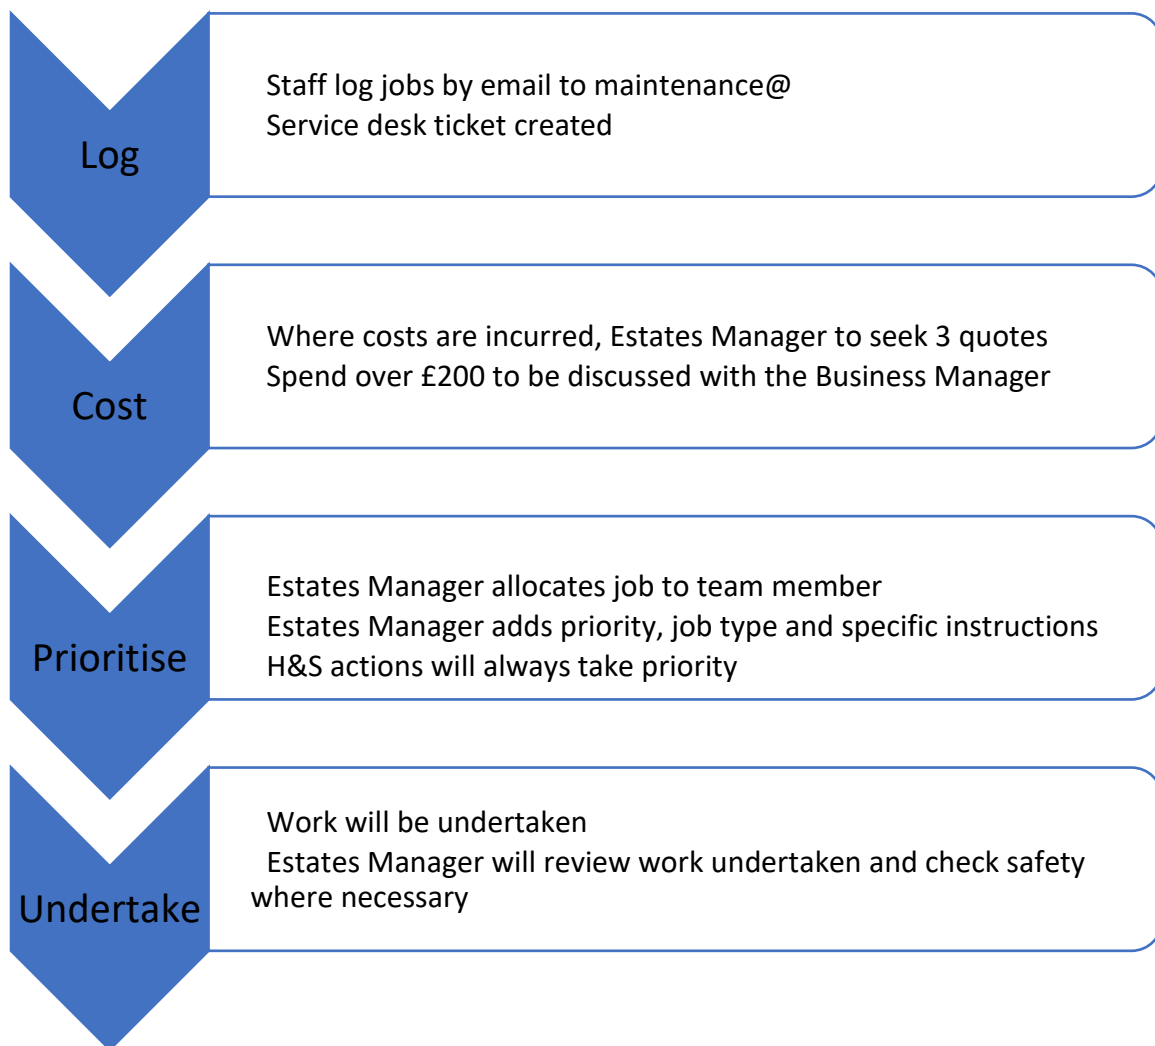 Log
Staff log jobs by email to maintenance@
Service desk ticket created
Cost
Where costs are incurred, Estates Manager to seek 3 quotes
Spend over £200 to be discussed with the Business Manager
Prioritise
Estates Manager allocates job to team member
Estates Manager adds priority, job type and specific instructions
H&S actions will always take priority
Undertake
Work will be undertaken
Estates Manager will review work undertaken and check safety
where necessary